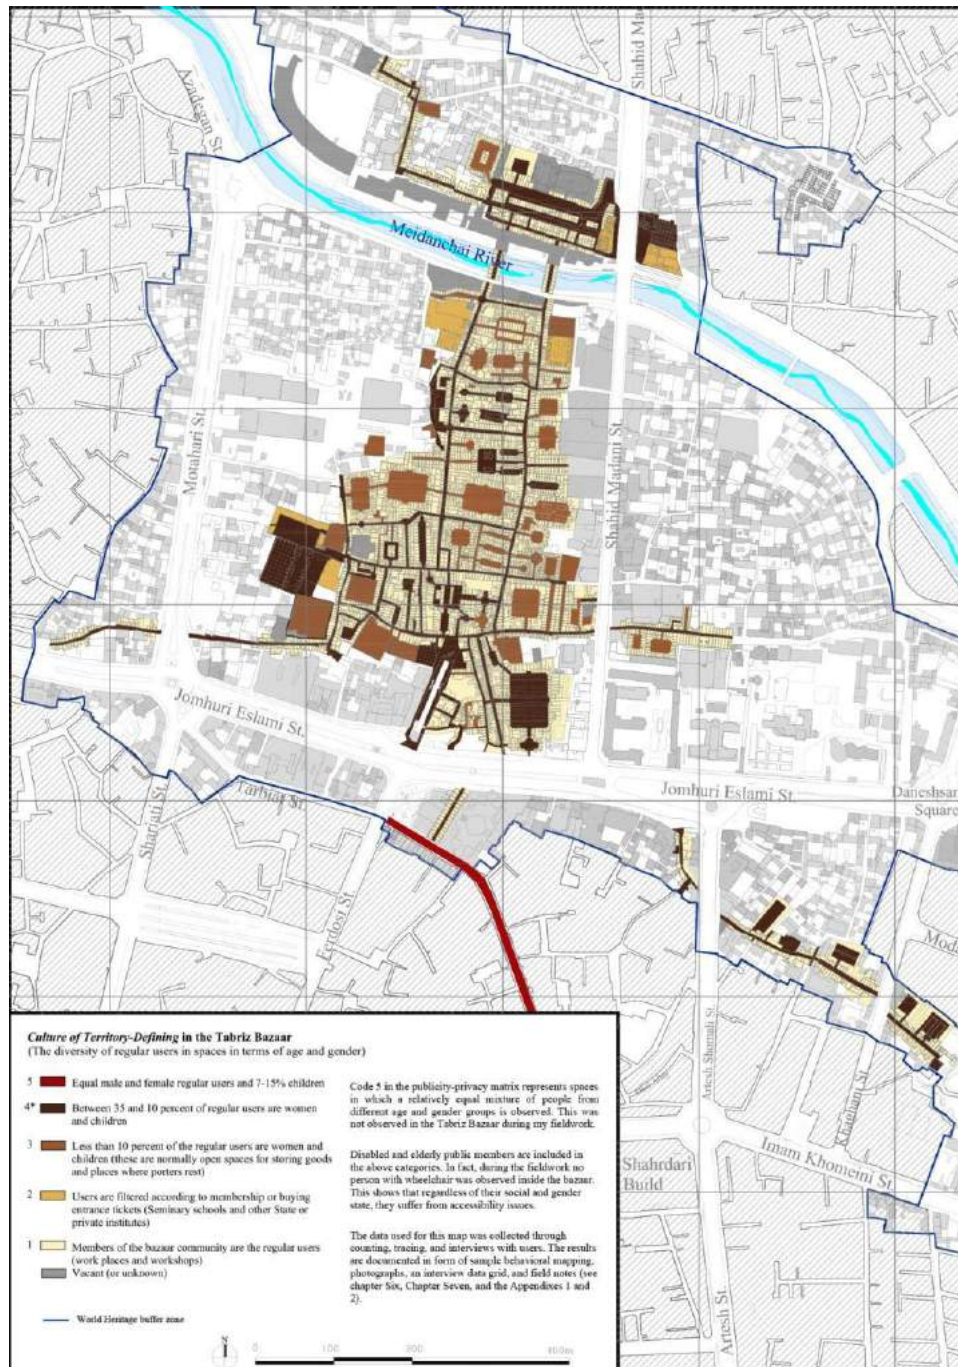 Shahid Ma
Azadegan St.
Meidanchai River
Morahari St.
Shahid Madani St.
Jomhuri Eslami St.
Tarbiat St.
Jomhuri Eslami St.
Daneshsar
Square
Shariati St.
Ferdosi St.
Moda
Artesh Shomali St.
Khaghani St.
Imam Khomeini St.
Shahrdari
Build
Artesh St.
Culture of Territory-Defining in the Tabriz Bazaar
(The diversity of regular users in spaces in terms of age and gender)
5 Equal male and female regular users and 7-15% children
4* Between 35 and 10 percent of regular users are women
and children
3 Less than 10 percent of the regular users are women and
children (these are normally open spaces for storing goods
and places where porters rest)
2 Users are filtered according to membership or buying
entrance tickets (Seminary schools and other State or
private institutes)
1 Members of the bazaar community are the regular users
(work places and workshops)
Vacant (or unknown)
World Heritage buffer zone
Code 5 in the publicity-privacy matrix represents spaces
in which a relatively equal mixture of people from
different age and gender groups is observed. This was
not observed in the Tabriz Bazaar during my fieldwork.
Disabled and elderly public members are included in
the above categories. In fact, during the fieldwork no
person with wheelchair was observed inside the bazaar.
This shows that regardless of their social and gender
state, they suffer from accessibility issues.
The data used for this map was collected through
counting, tracing, and interviews with users. The results
are documented in form of sample behavioral mapping,
photographs, an interview data grid, and field notes (see
chapter Six, Chapter Seven, and the Appendixes 1 and
2).
N
0 100